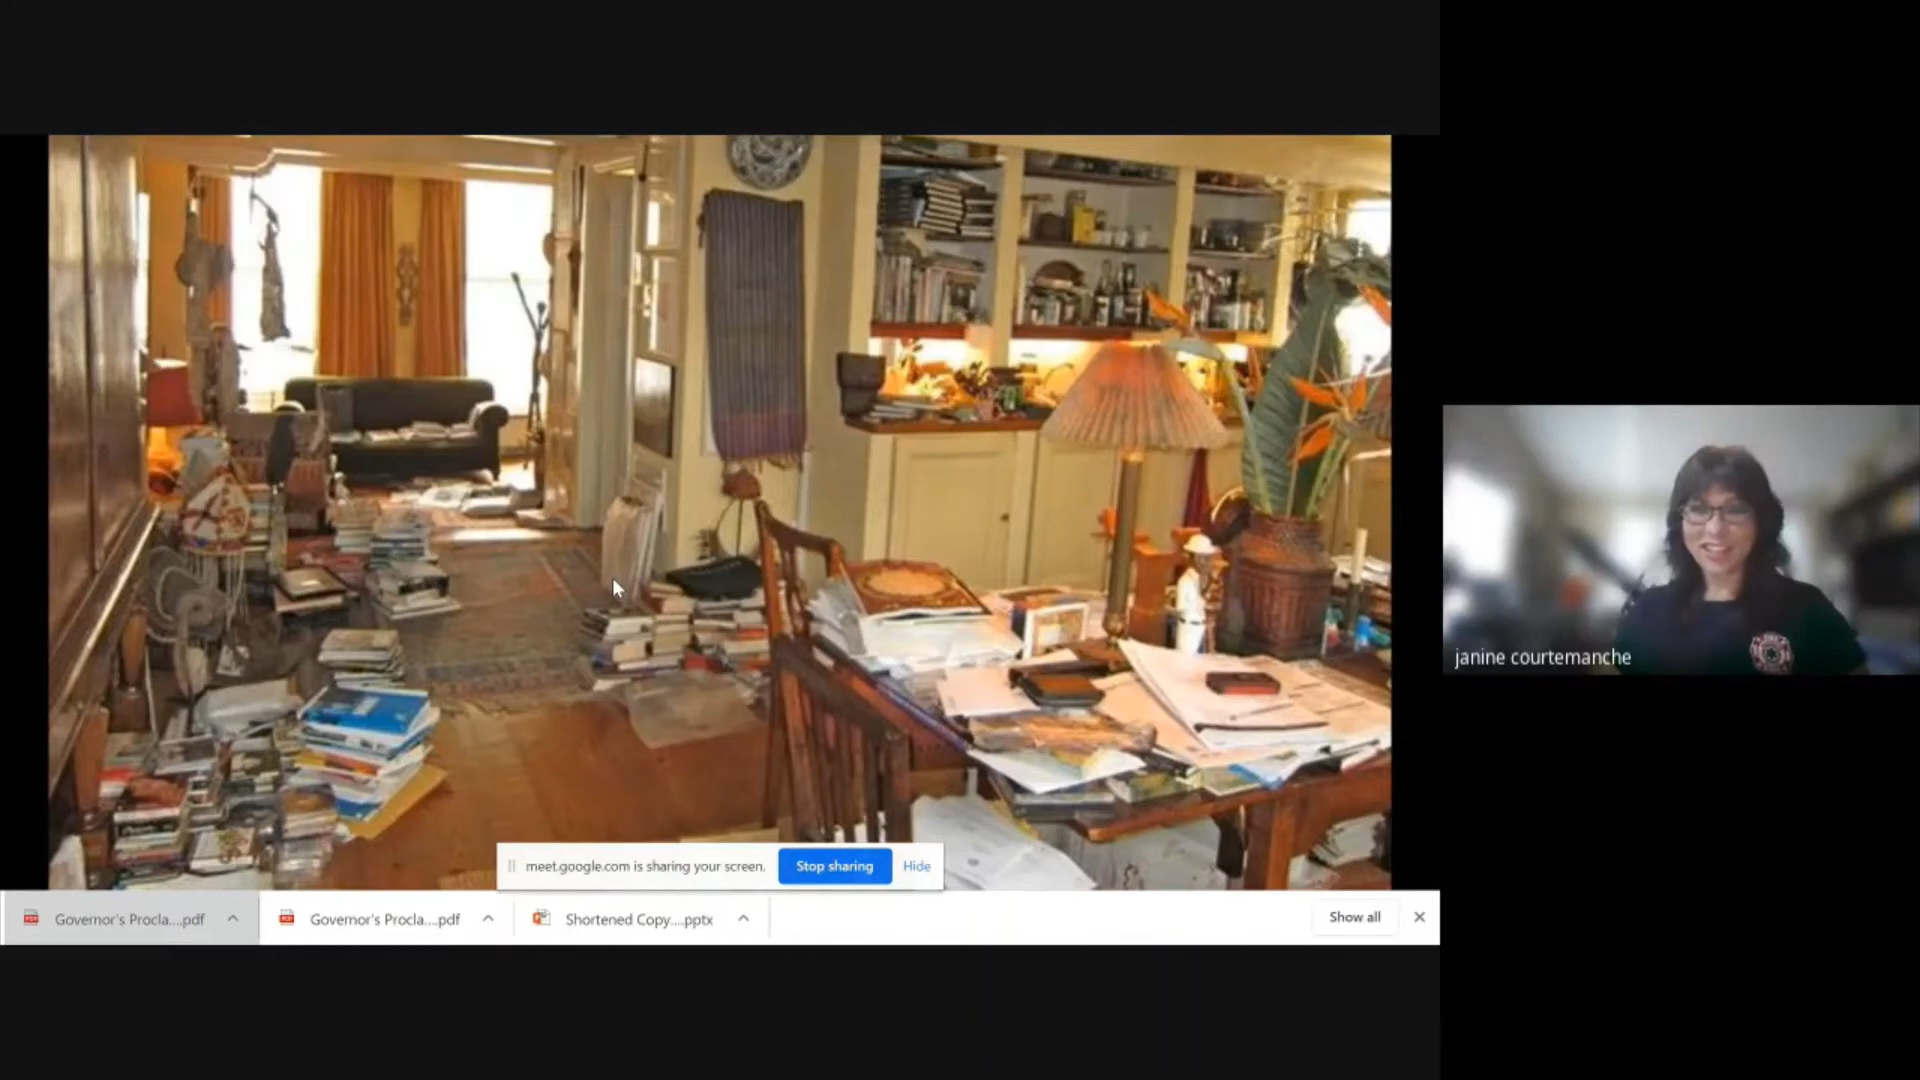 janine courtemanche
meet.google.com is sharing your screen.
Stop sharing
Hide
Governor's Procla....pdf
Governor's Procla....pdf
Shortened Copy....pptx
Show all